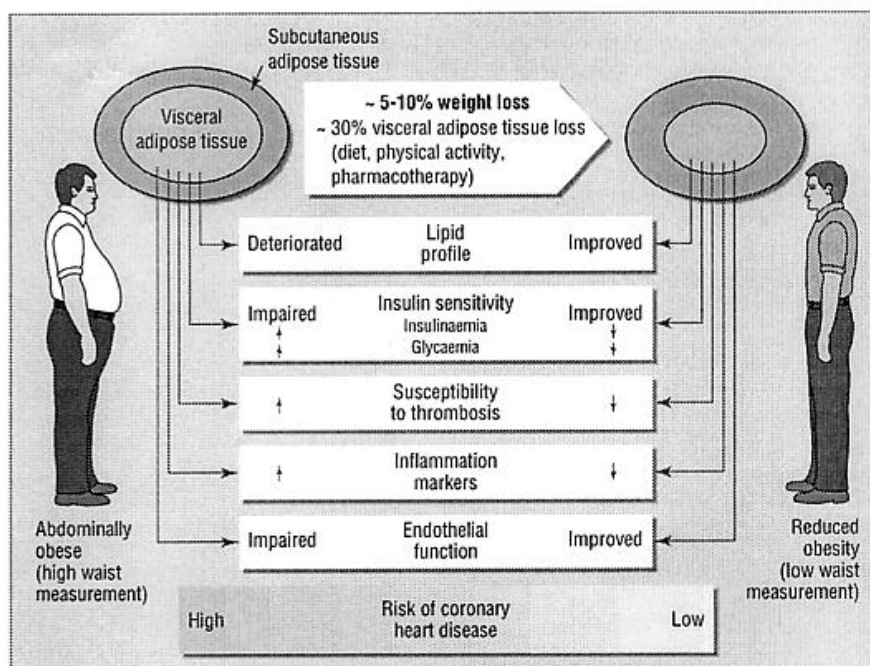 Subcutaneous
adipose tissue
Visceral
adipose tissue
~ 5-10% weight loss
~ 30% visceral adipose tissue loss
(diet, physical activity,
pharmacotherapy)
Deteriorated Lipid profile Improved
Impaired Insulin sensitivity Improved
↑ Insulinaemia ↓
↑ Glycaemia ↓
Susceptibility
↑ to thrombosis ↓
Inflammation
↑ markers ↓
Impaired Endothelial function Improved
Abdominally
obese
(high waist
measurement)
Reduced
obesity
(low waist
measurement)
High Risk of coronary heart disease Low